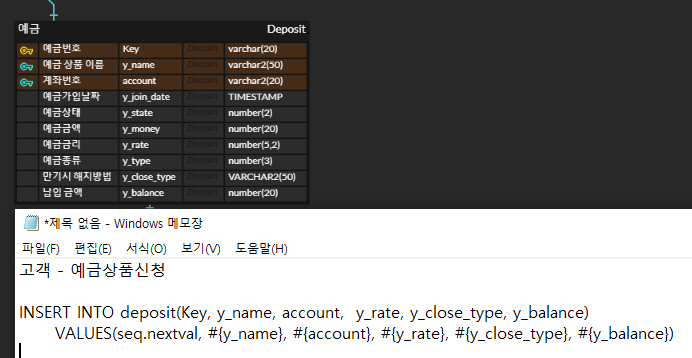 예금 Deposit
예금번호 Key Domain varchar(20)
예금 상품 이름 y_name Domain varchar2(50)
계좌번호 account Domain varchar2(20)
예금가입날짜 y_join_date Domain TIMESTAMP
예금상태 y_state Domain number(2)
예금금액 y_money Domain number(20)
예금금리 y_rate Domain number(5,2)
예금종류 y_type Domain number(3)
만기시 해지방법 y_close_type Domain VARCHAR2(50)
납입 금액 y_balance Domain number(20)
*제목 없음 - Windows 메모장
파일(F) 편집(E) 서식(O) 보기(V) 도움말(H)
고객 - 예금상품신청
INSERT INTO deposit(Key, y_name, account, y_rate, y_close_type, y_balance)
VALUES(seq.nextval, #{y_name}, #{account}, #{y_rate}, #{y_close_type}, #{y_balance})